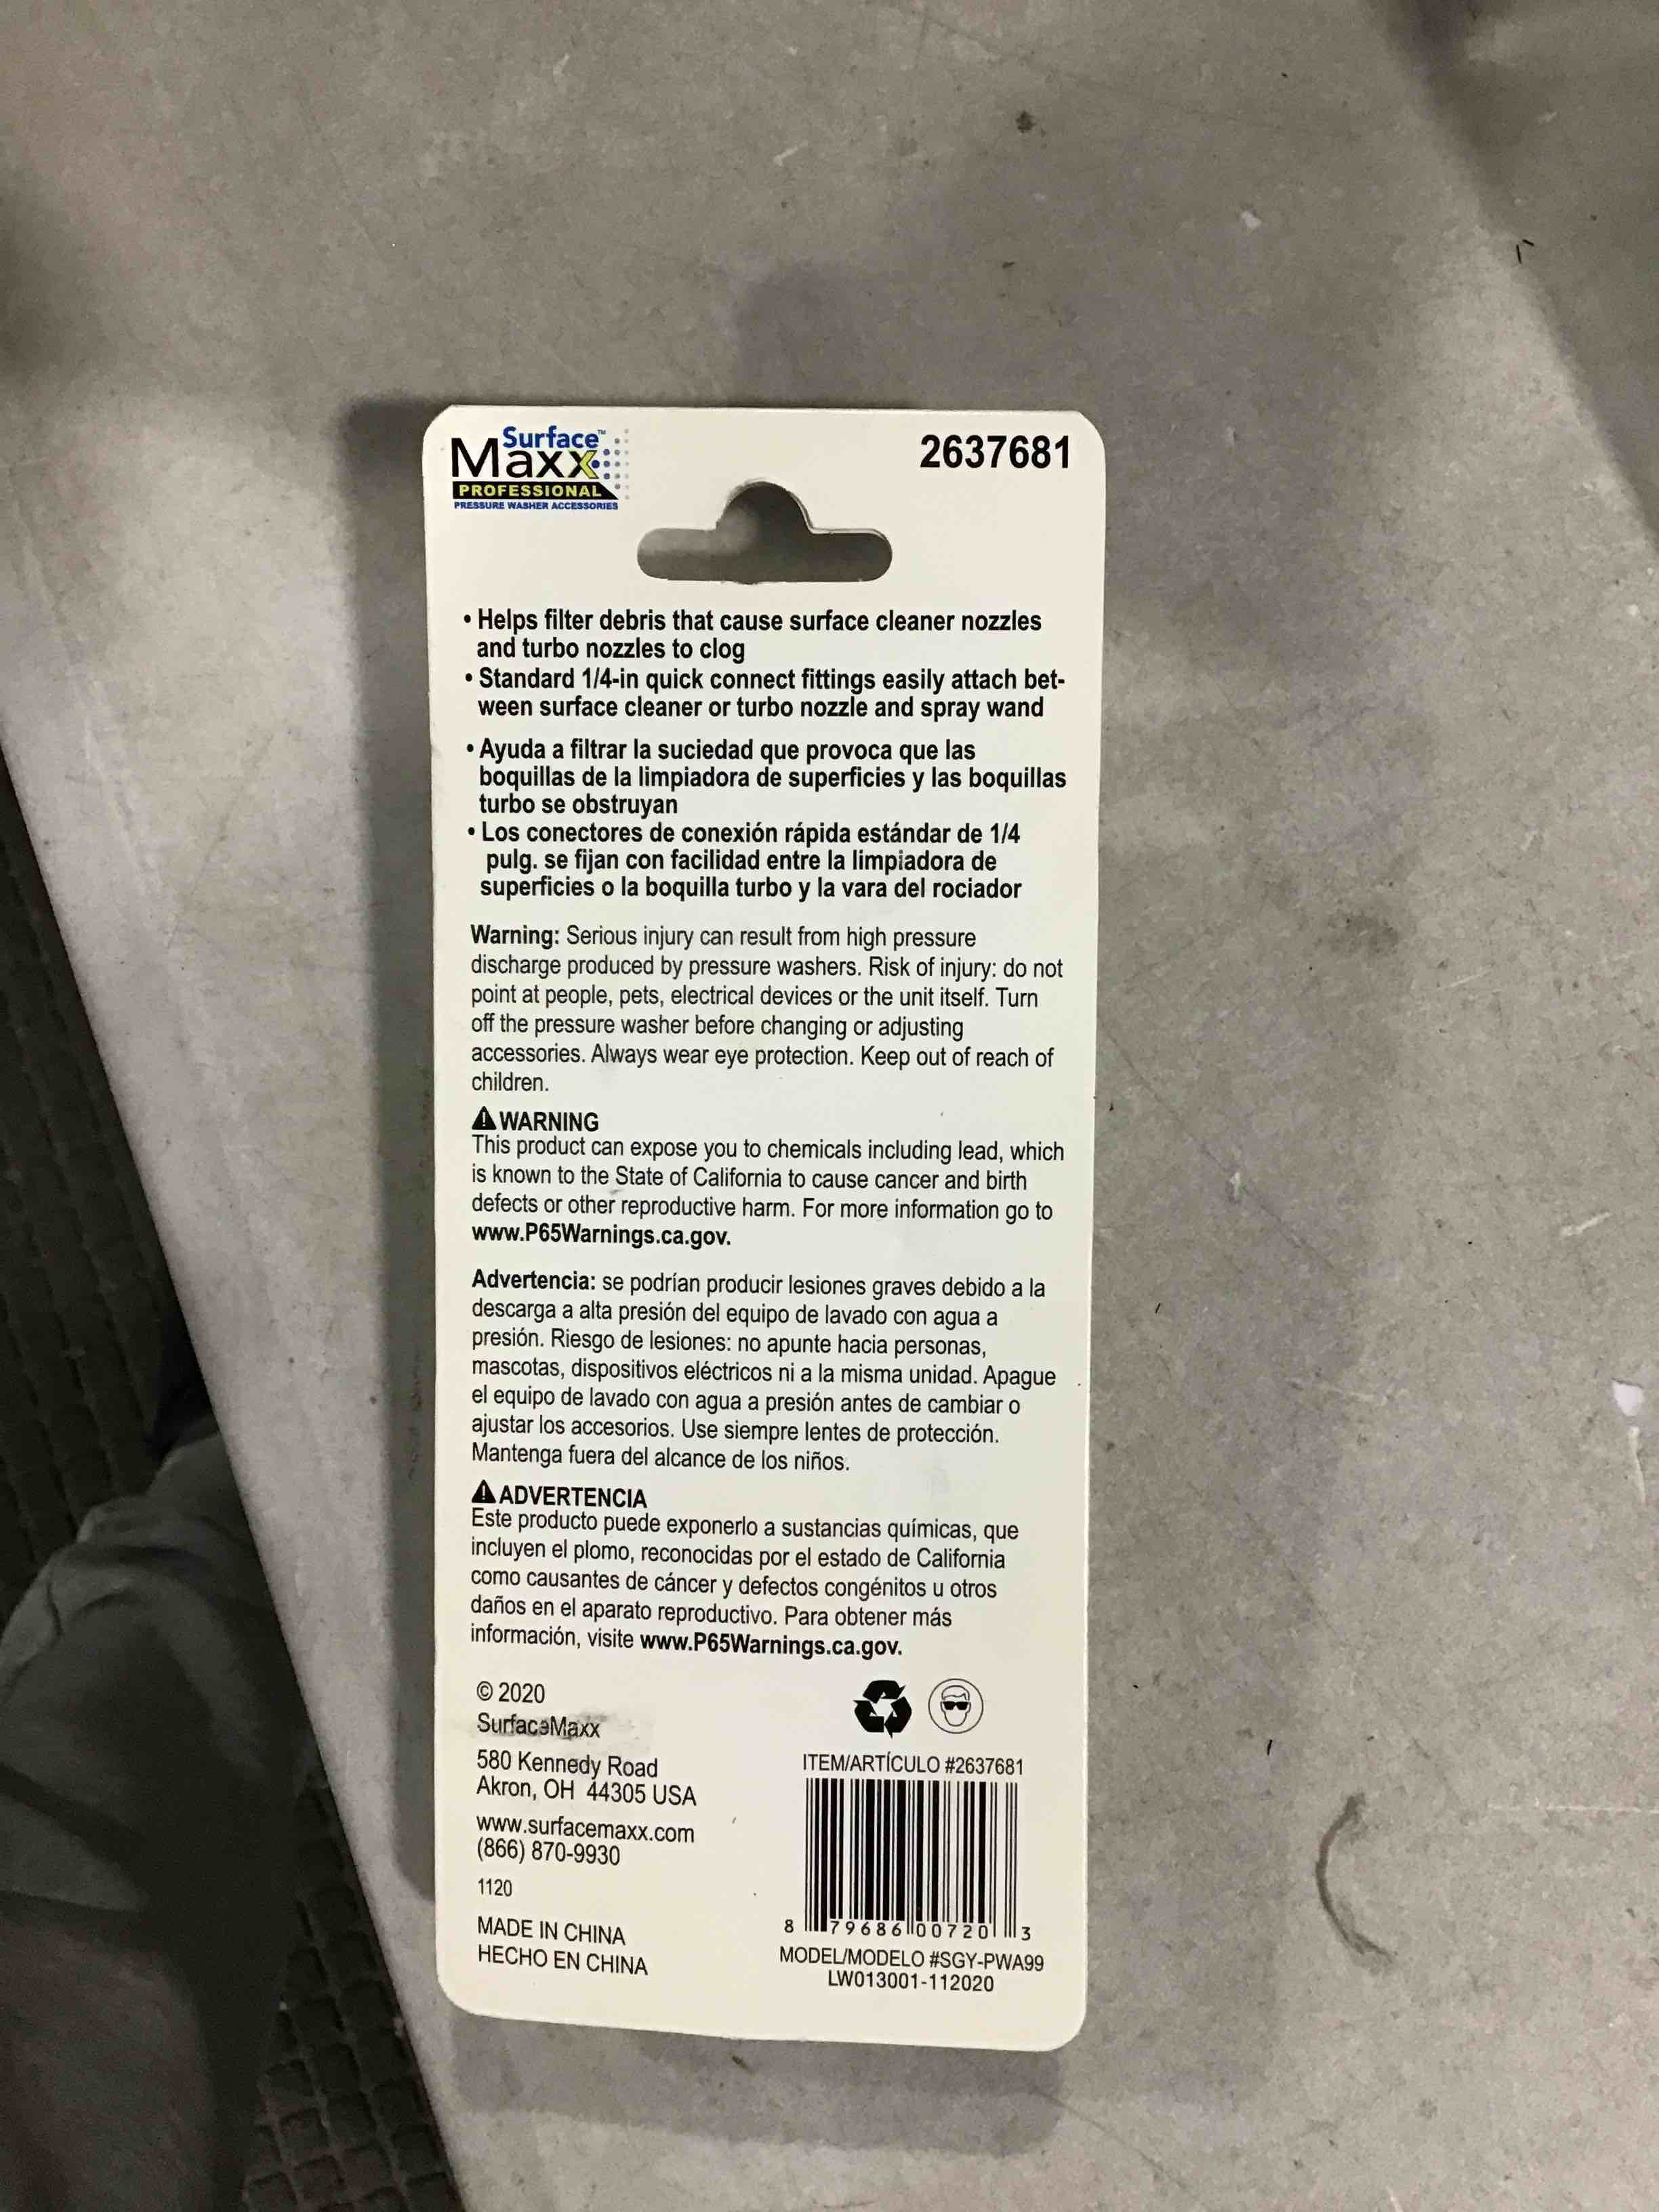 Surface™
Maxx
PROFESSIONAL
PRESSURE WASHER ACCESSORIES
2637681
• Helps filter debris that cause surface cleaner nozzles
and turbo nozzles to clog
• Standard 1/4-in quick connect fittings easily attach bet-
ween surface cleaner or turbo nozzle and spray wand
• Ayuda a filtrar la suciedad que provoca que las
boquillas de la limpiadora de superficies y las boquillas
turbo se obstruyan
• Los conectores de conexión rápida estándar de 1/4
pulg. se fijan con facilidad entre la limpiadora de
superficies o la boquilla turbo y la vara del rociador
Warning: Serious injury can result from high pressure
discharge produced by pressure washers. Risk of injury: do not
point at people, pets, electrical devices or the unit itself. Turn
off the pressure washer before changing or adjusting
accessories. Always wear eye protection. Keep out of reach of
children.
⚠ WARNING
This product can expose you to chemicals including lead, which
is known to the State of California to cause cancer and birth
defects or other reproductive harm. For more information go to
www.P65Warnings.ca.gov.
Advertencia: se podrían producir lesiones graves debido a la
descarga a alta presión del equipo de lavado con agua a
presión. Riesgo de lesiones: no apunte hacia personas,
mascotas, dispositivos eléctricos ni a la misma unidad. Apague
el equipo de lavado con agua a presión antes de cambiar o
ajustar los accesorios. Use siempre lentes de protección.
Mantenga fuera del alcance de los niños.
⚠ ADVERTENCIA
Este producto puede exponerlo a sustancias químicas, que
incluyen el plomo, reconocidas por el estado de California
como causantes de cáncer y defectos congénitos u otros
daños en el aparato reproductivo. Para obtener más
información, visite www.P65Warnings.ca.gov.
© 2020
SurfaceMaxx
580 Kennedy Road
Akron, OH 44305 USA
www.surfacemaxx.com
(866) 870-9930
1120
MADE IN CHINA
HECHO EN CHINA
ITEM/ARTÍCULO #2637681
8 79686 00720 3
MODEL/MODELO #SGY-PWA99
LW013001-112020